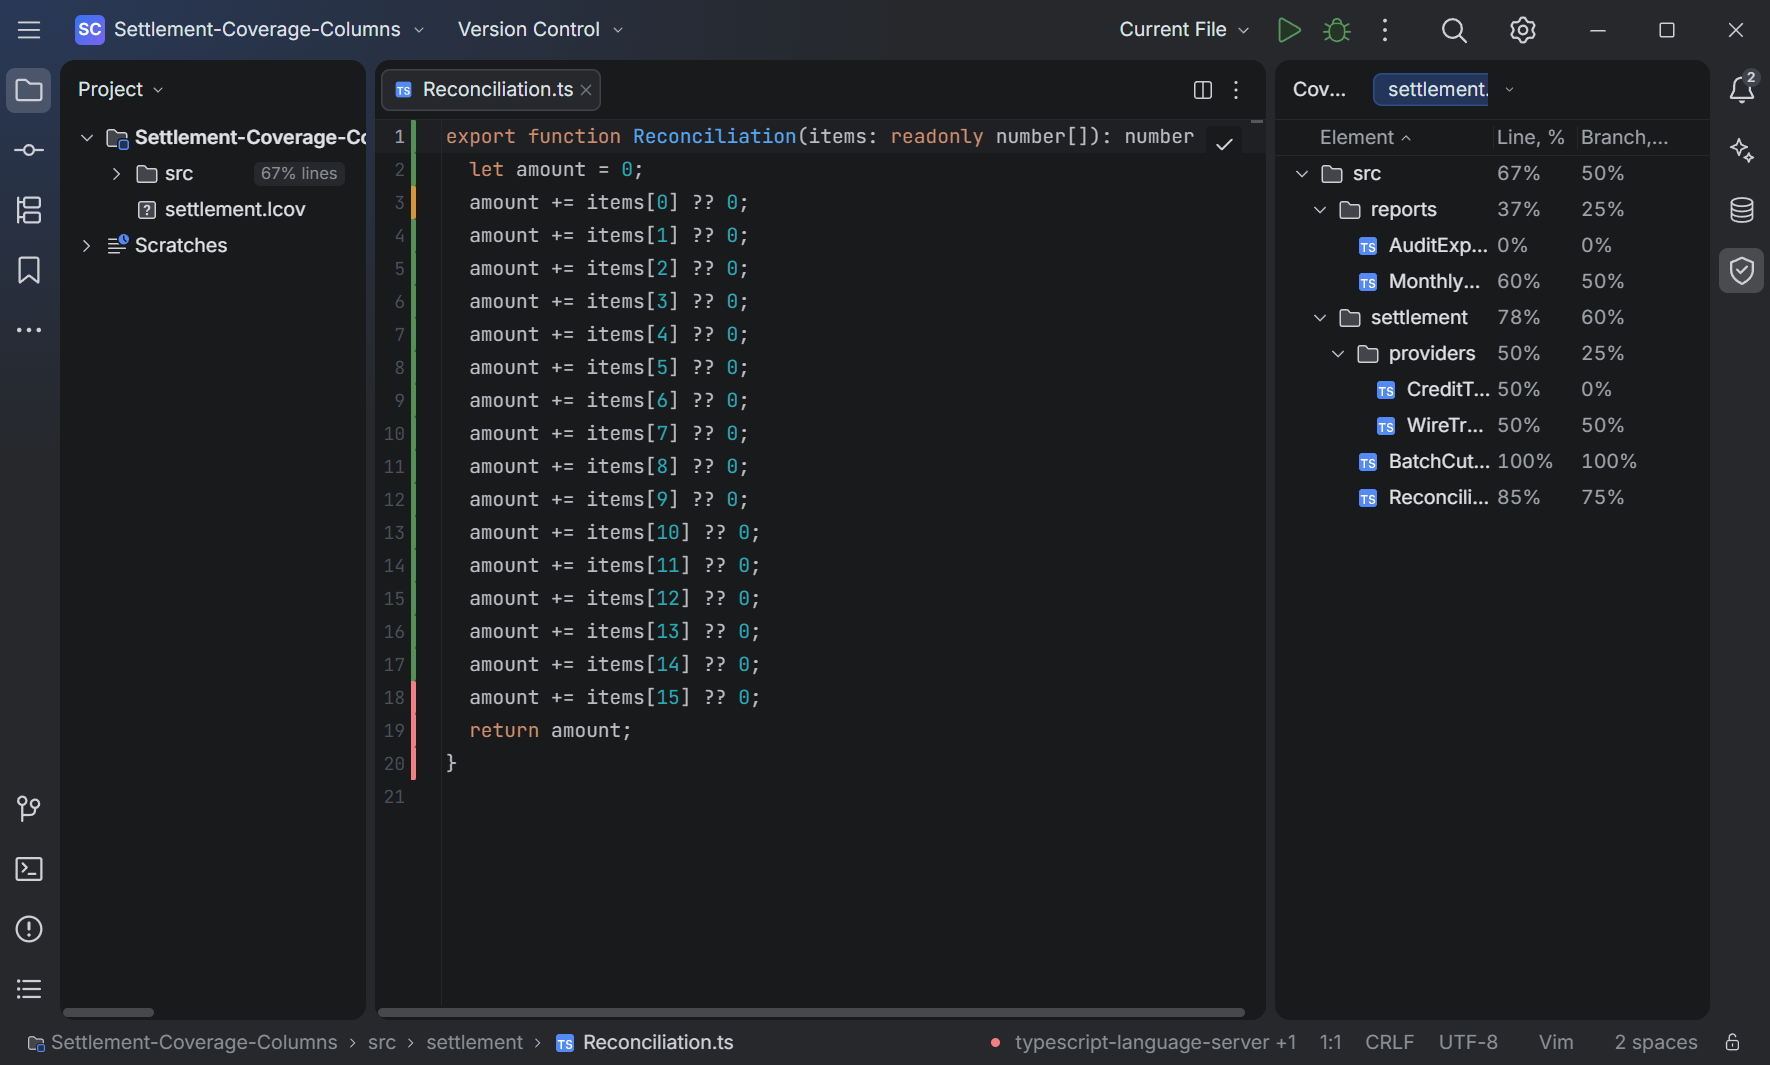 SC Settlement-Coverage-Columns Version Control Current File
Project
Settlement-Coverage-Co
src 67% lines
settlement.lcov
Scratches
TS Reconciliation.ts
1 export function Reconciliation(items: readonly number[]): number
2 let amount = 0;
3 amount += items[0] ?? 0;
4 amount += items[1] ?? 0;
5 amount += items[2] ?? 0;
6 amount += items[3] ?? 0;
7 amount += items[4] ?? 0;
8 amount += items[5] ?? 0;
9 amount += items[6] ?? 0;
10 amount += items[7] ?? 0;
11 amount += items[8] ?? 0;
12 amount += items[9] ?? 0;
13 amount += items[10] ?? 0;
14 amount += items[11] ?? 0;
15 amount += items[12] ?? 0;
16 amount += items[13] ?? 0;
17 amount += items[14] ?? 0;
18 amount += items[15] ?? 0;
19 return amount;
20 }
21
Cov... settlement.
2
Element Line, % Branch,...
src 67% 50%
reports 37% 25%
TS AuditExp... 0% 0%
TS Monthly... 60% 50%
settlement 78% 60%
providers 50% 25%
TS CreditT... 50% 0%
TS WireTr... 50% 50%
TS BatchCut... 100% 100%
TS Reconcili... 85% 75%
Settlement-Coverage-Columns › src › settlement › TS Reconciliation.ts
typescript-language-server +1 1:1 CRLF UTF-8 Vim 2 spaces